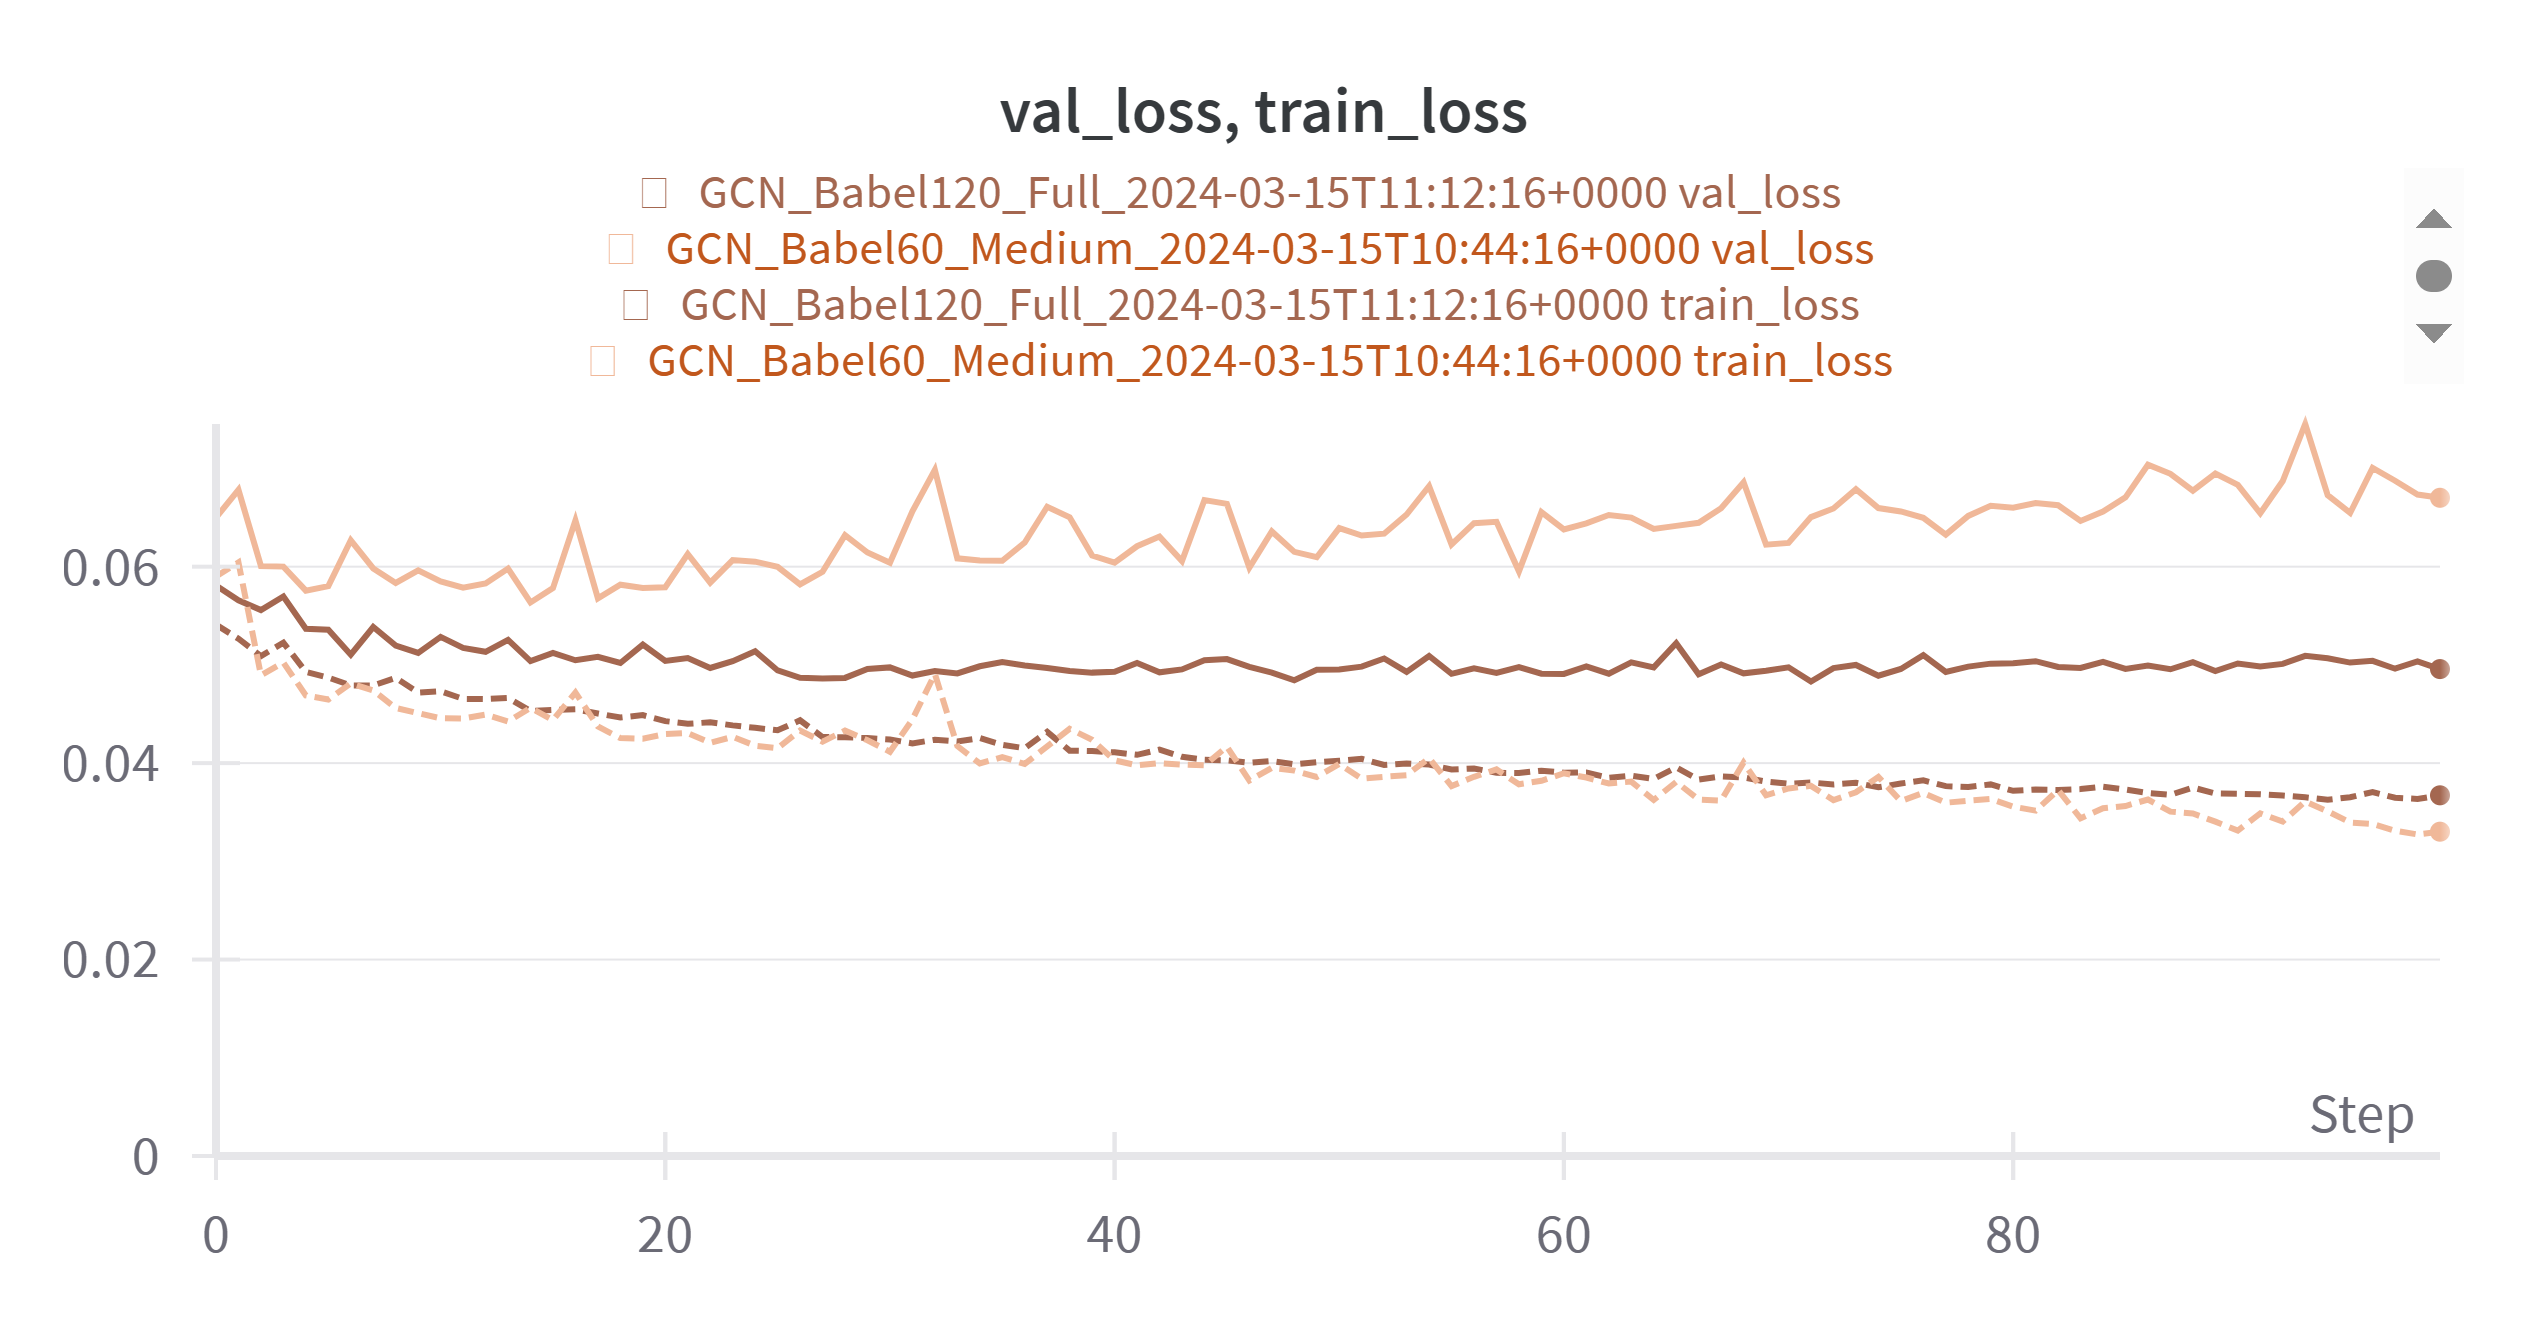 val_loss, train_loss
GCN_Babel120_Full_2024-03-15T11:12:16+0000 val_loss
GCN_Babel60_Medium_2024-03-15T10:44:16+0000 val_loss
GCN_Babel120_Full_2024-03-15T11:12:16+0000 train_loss
GCN_Babel60_Medium_2024-03-15T10:44:16+0000 train_loss
0.06
0.04
0.02
Step
0
0 20 40 60 80